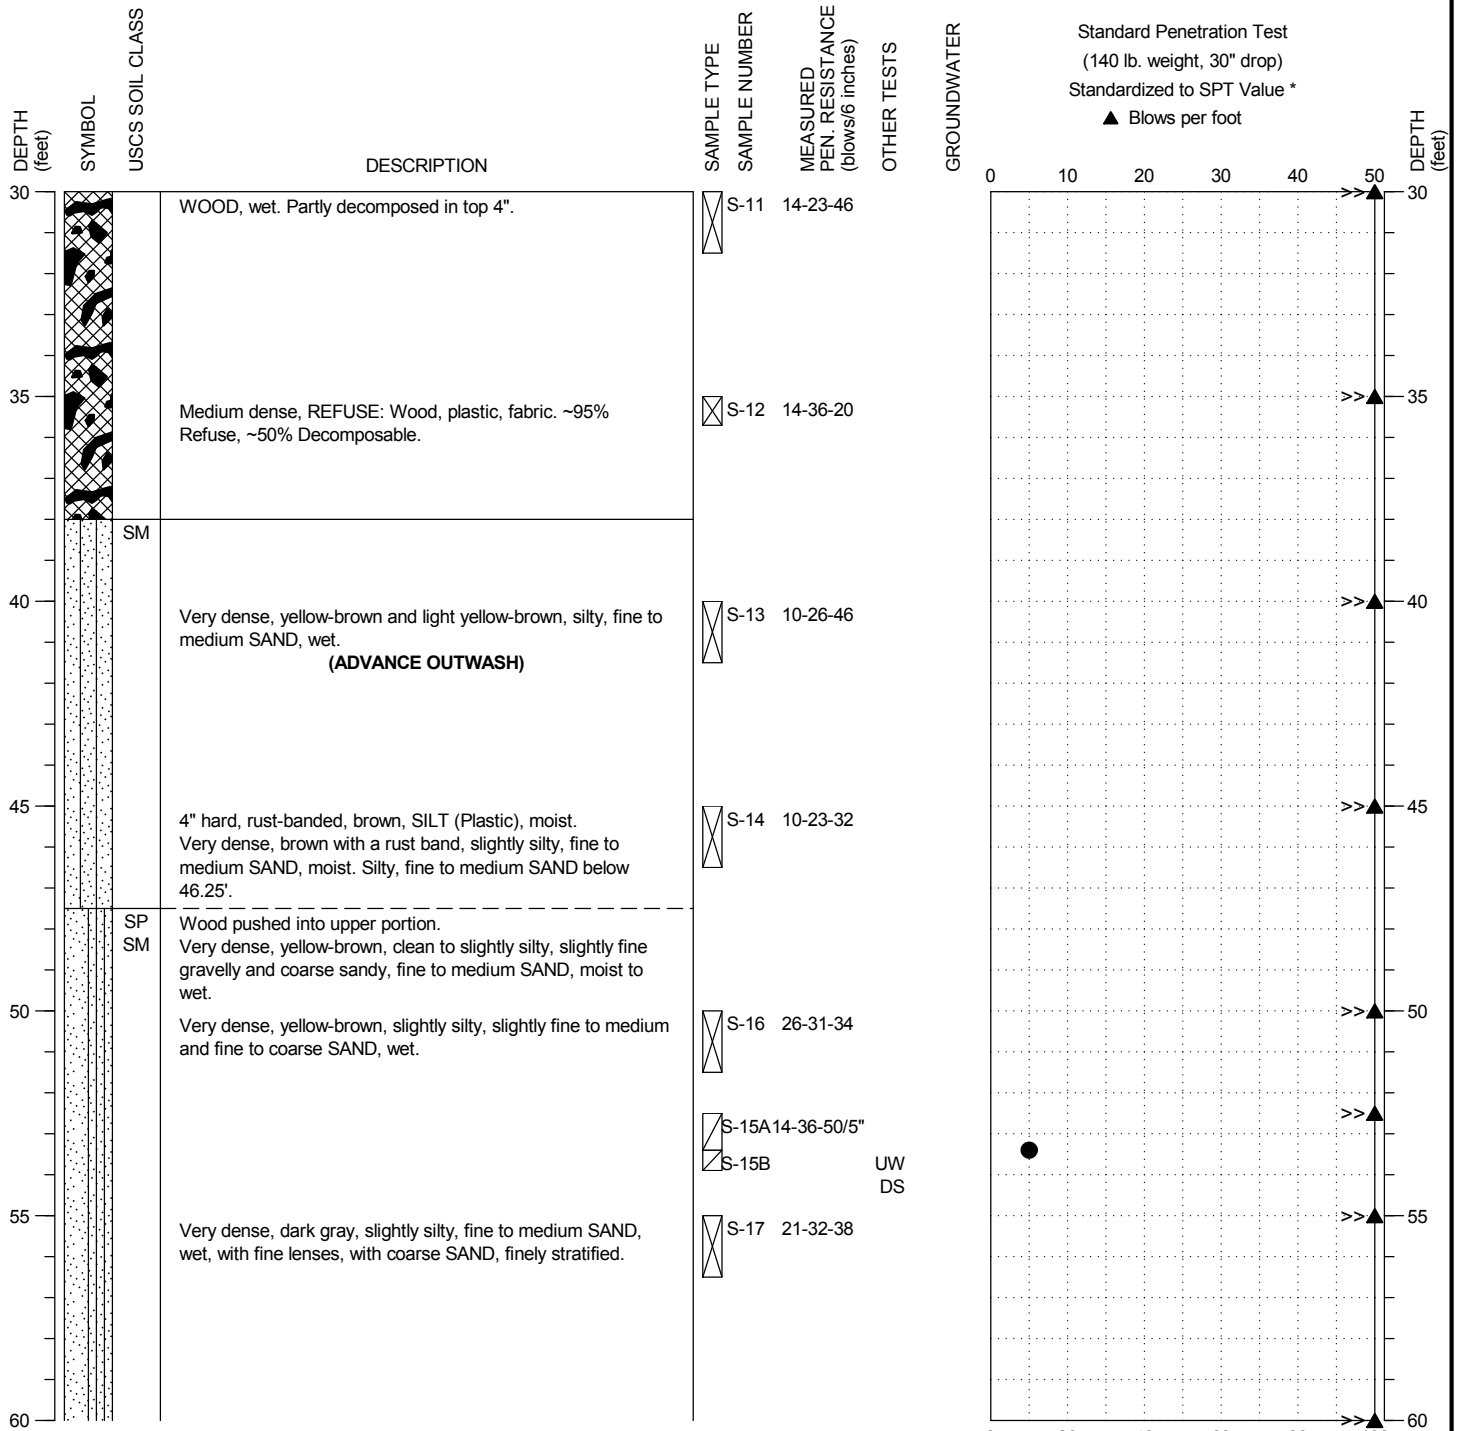 DEPTH
(feet)
SYMBOL
USCS SOIL CLASS
DESCRIPTION
SAMPLE TYPE
SAMPLE NUMBER
MEASURED
PEN. RESISTANCE
(blows/6 inches)
OTHER TESTS
GROUNDWATER
Standard Penetration Test
(140 lb. weight, 30" drop)
Standardized to SPT Value *
▲ Blows per foot
DEPTH
(feet)
0 10 20 30 40 50
30 >> 30
WOOD, wet. Partly decomposed in top 4". S-11 14-23-46
35 >> 35
Medium dense, REFUSE: Wood, plastic, fabric. ~95% S-12 14-36-20
Refuse, ~50% Decomposable.
SM
40 >> 40
Very dense, yellow-brown and light yellow-brown, silty, fine to S-13 10-26-46
medium SAND, wet.
(ADVANCE OUTWASH)
45 >> 45
4" hard, rust-banded, brown, SILT (Plastic), moist. S-14 10-23-32
Very dense, brown with a rust band, slightly silty, fine to
medium SAND, moist. Silty, fine to medium SAND below
46.25'.
SP Wood pushed into upper portion.
SM Very dense, yellow-brown, clean to slightly silty, slightly fine
gravelly and coarse sandy, fine to medium SAND, moist to
wet.
50 >> 50
Very dense, yellow-brown, slightly silty, slightly fine to medium S-16 26-31-34
and fine to coarse SAND, wet.
>>
S-15A 14-36-50/5"
S-15B UW
DS
55 >> 55
Very dense, dark gray, slightly silty, fine to medium SAND, S-17 21-32-38
wet, with fine lenses, with coarse SAND, finely stratified.
60 >> 60